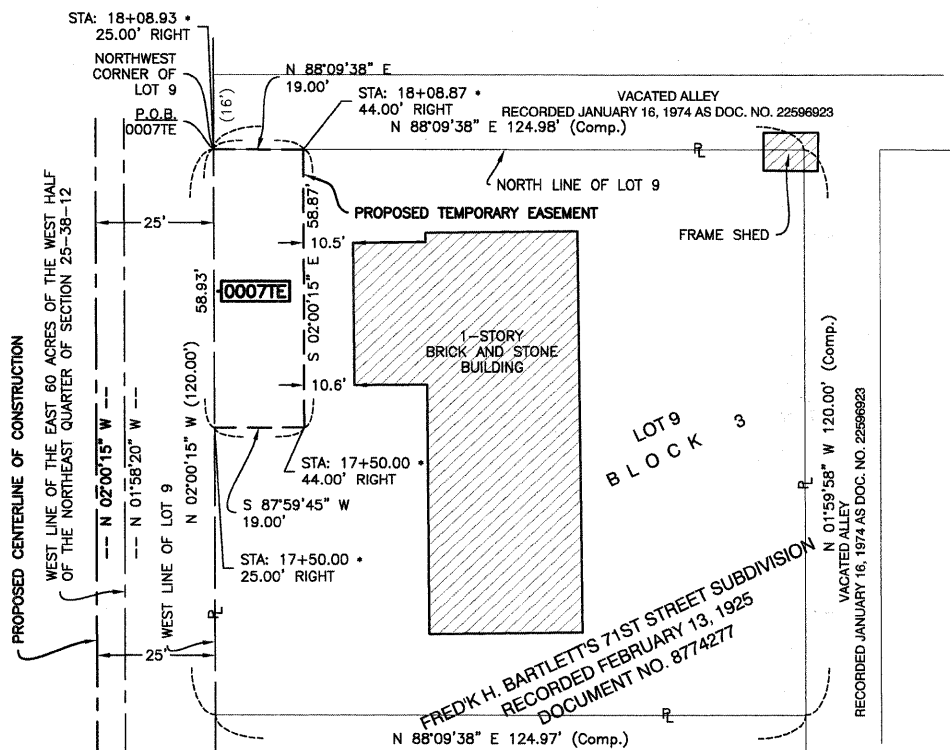 STA: 18+08.93 *
25.00' RIGHT
NORTHWEST
CORNER OF
LOT 9
P.O.B.
0007TE
(16')
N 88°09'38" E
19.00'
STA: 18+08.87 *
44.00' RIGHT
VACATED ALLEY
RECORDED JANUARY 16, 1974 AS DOC. NO. 22596923
N 88°09'38" E 124.98' (Comp.)
PL
NORTH LINE OF LOT 9
PROPOSED TEMPORARY EASEMENT
FRAME SHED
25'
58.87'
10.5'
S 02°00'15" E
58.93'
0007TE
1-STORY
BRICK AND STONE
BUILDING
10.6'
PROPOSED CENTERLINE OF CONSTRUCTION
WEST LINE OF THE EAST 60 ACRES OF THE WEST HALF
OF THE NORTHEAST QUARTER OF SECTION 25-38-12
N 02°00'15" W
N 01°58'20" W
WEST LINE OF LOT 9
N 02°00'15" W (120.00')
STA: 17+50.00 *
44.00' RIGHT
S 87°59'45" W
19.00'
STA: 17+50.00 *
25.00' RIGHT
LOT 9
BLOCK 3
PL
N 01°59'58" W 120.00' (Comp.)
VACATED ALLEY
RECORDED JANUARY 16, 1974 AS DOC. NO. 22596923
PL
25'
FRED'K H. BARTLETT'S 71ST STREET SUBDIVISION
RECORDED FEBRUARY 13, 1925
DOCUMENT NO. 8774277
PL
N 88°09'38" E 124.97' (Comp.)